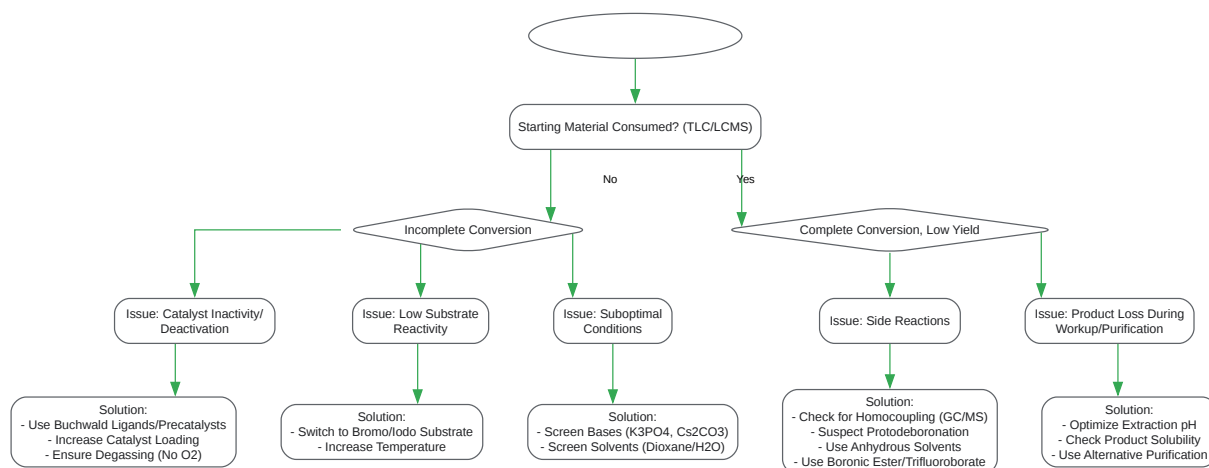 Starting Material Consumed? (TLC/LCMS)
No
Yes
Incomplete Conversion
Complete Conversion, Low Yield
Issue: Catalyst Inactivity/
Deactivation
Issue: Low Substrate
Reactivity
Issue: Suboptimal
Conditions
Issue: Side Reactions
Issue: Product Loss During
Workup/Purification
Solution:
- Use Buchwald Ligands/Precatalysts
- Increase Catalyst Loading
- Ensure Degassing (No O2)
Solution:
- Switch to Bromo/Iodo Substrate
- Increase Temperature
Solution:
- Screen Bases (K3PO4, Cs2CO3)
- Screen Solvents (Dioxane/H2O)
Solution:
- Check for Homocoupling (GC/MS)
- Suspect Protodeboronation
- Use Anhydrous Solvents
- Use Boronic Ester/Trifluoroborate
Solution:
- Optimize Extraction pH
- Check Product Solubility
- Use Alternative Purification